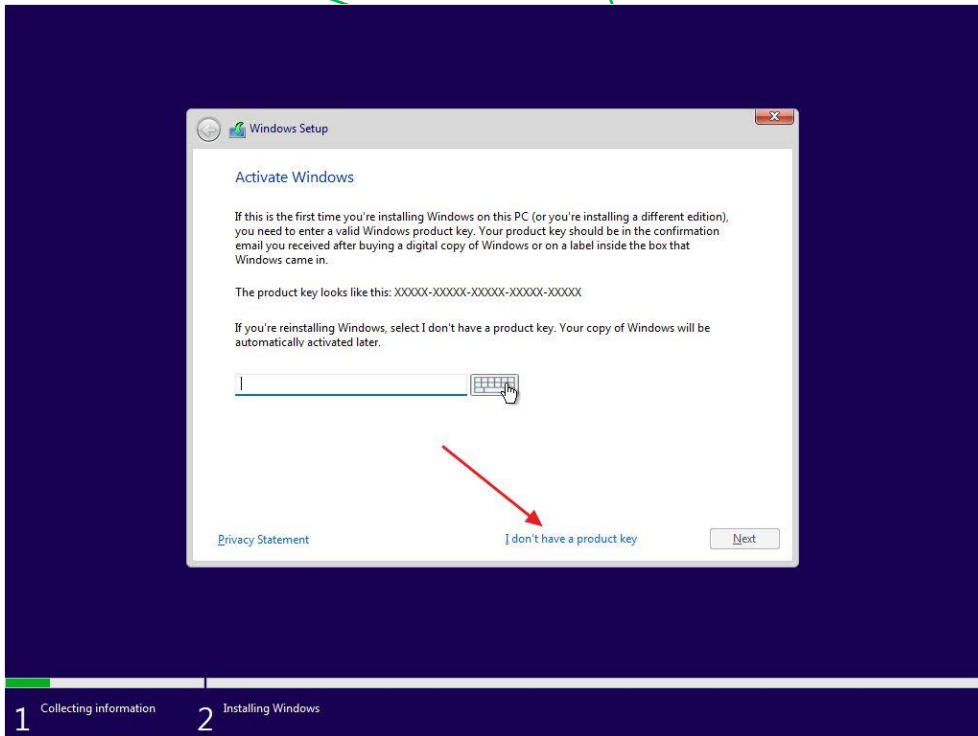 Windows Setup
Activate Windows
If this is the first time you're installing Windows on this PC (or you're installing a different edition),
you need to enter a valid Windows product key. Your product key should be in the confirmation
email you received after buying a digital copy of Windows or on a label inside the box that
Windows came in.
The product key looks like this: XXXXX-XXXXX-XXXXX-XXXXX-XXXXX
If you're reinstalling Windows, select I don't have a product key. Your copy of Windows will be
automatically activated later.
Privacy Statement
I don't have a product key
Next
1 Collecting information
2 Installing Windows